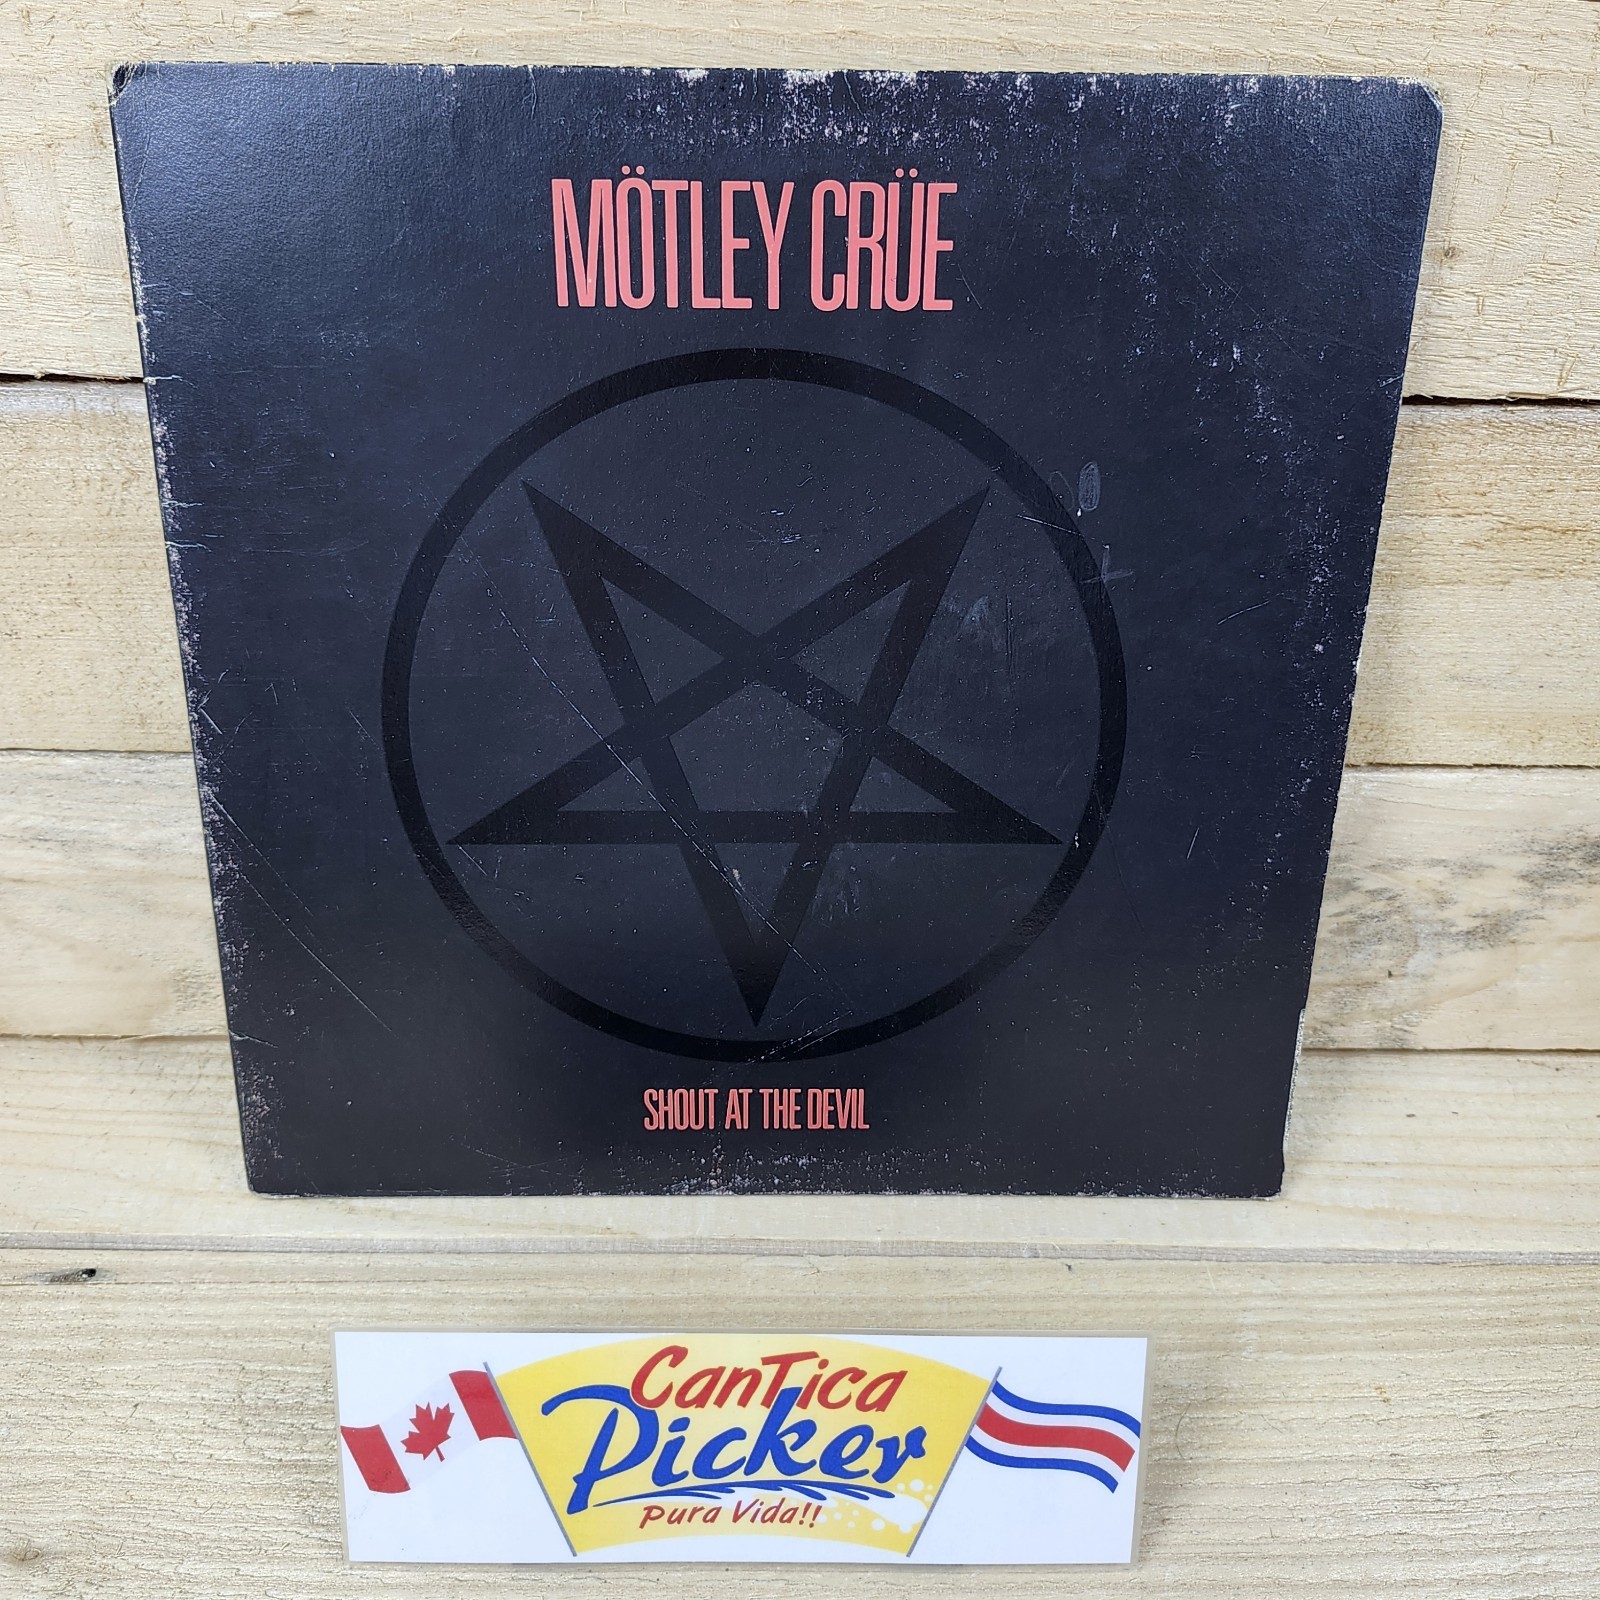 MÖTLEY CRÜE
SHOUT AT THE DEVIL
CanTica
Picker
Pura Vida!!